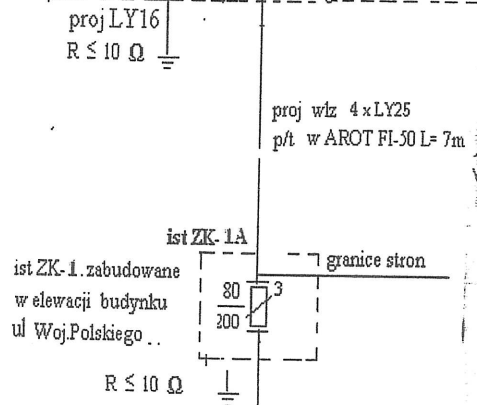 proj LY16
R ≤ 10 Ω
proj wlz 4 x LY25
p/t w AROT FI-50 L= 7m
ist ZK-1A
granice stron
ist ZK-1.zabudowane
w elewacji budynku
ul Woj.Polskiego . .
80
200
3
R ≤ 10 Ω